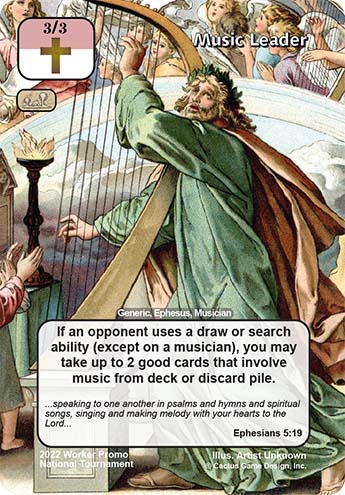 3/3
Music Leader
Generic, Ephesus, Musician
If an opponent uses a draw or search
ability (except on a musician), you may
take up to 2 good cards that involve
music from deck or discard pile.
...speaking to one another in psalms and hymns and spiritual
songs, singing and making melody with your hearts to the
Lord...
Ephesians 5:19
2022 Worker Promo
National Tournament
Illus. Artist Unknown
© Cactus Game Design, Inc.